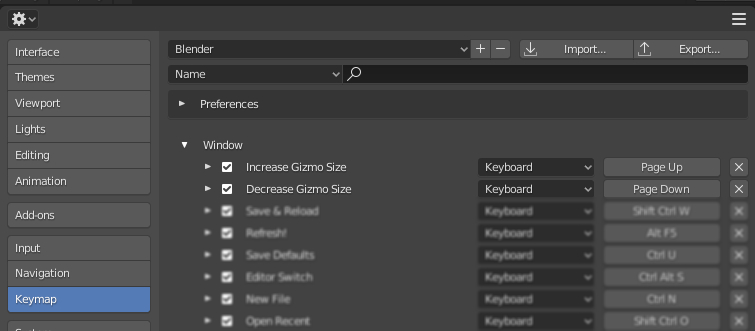 Interface
Themes
Viewport
Lights
Editing
Animation
Add-ons
Input
Navigation
Keymap
Blender + − Import... Export...
Name
Preferences
Window
Increase Gizmo Size Keyboard Page Up
Decrease Gizmo Size Keyboard Page Down
Save & Reload Keyboard Shift Ctrl W
Refresh! Keyboard Alt F5
Save Defaults Keyboard Ctrl U
Editor Switch Keyboard Ctrl Alt S
New File Keyboard Ctrl N
Open Recent Keyboard Shift Ctrl O